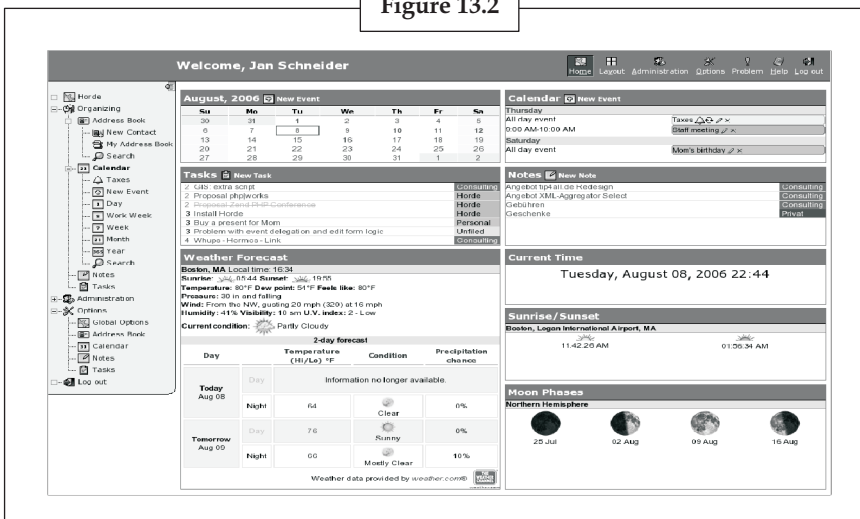 Figure 13.2
Welcome, Jan Schneider
Home Layout Administration Options Problem Help Log out
Horde
Organizing
Address Book
New Contact
My Address Book
Search
Calendar
Taxes
New Event
Day
Work Week
Week
Month
Year
Search
Notes
Tasks
Administration
Options
Global Options
Address Book
Calendar
Notes
Tasks
Log out
August, 2006 New Event
Su Mo Tu We Th Fr Sa
30 31 1 2 3 4 5
6 7 8 9 10 11 12
13 14 15 16 17 18 19
20 21 22 23 24 25 26
27 28 29 30 31 1 2
Tasks New Task
2 GIS: extra script Consulting
2 Proposal php|works Horde
2 Proposal Zend PHP Conference Horde
3 Install Horde Horde
3 Buy a present for Mom Personal
3 Problem with event delegation and edit form logic Unfiled
4 Whups-Hermes-Link Consulting
Weather Forecast
Boston, MA Local time: 16:34
Sunrise: 05:44 Sunset: 19:55
Temperature: 80°F Dew point: 51°F Feels like: 80°F
Pressure: 30 in and falling
Wind: From the NW, gusting 20 mph (320) at 16 mph
Humidity: 41% Visibility: 10 sm U.V. index: 2 - Low
Current condition: Partly Cloudy
2-day forecast
Day Temperature (Hi/Lo) °F Condition Precipitation chance
Today Aug 08
Day Information no longer available.
Night 64 Clear 0%
Tomorrow Aug 09
Day 76 Sunny 0%
Night 66 Mostly Clear 10%
Weather data provided by weather.com®
Calendar New Event
Thursday
All day event Taxes
9:00 AM-10:00 AM Staff meeting
Saturday
All day event Mom's birthday
Notes New Note
Angebot tip4all.de Redesign Consulting
Angebot XML-Aggregator Select Consulting
Gebühren Consulting
Geschenke Privat
Current Time
Tuesday, August 08, 2006 22:44
Sunrise/Sunset
Boston, Logan International Airport, MA
11:42:26 AM 01:56:34 AM
Moon Phases
Northern Hemisphere
25 Jul 02 Aug 09 Aug 16 Aug